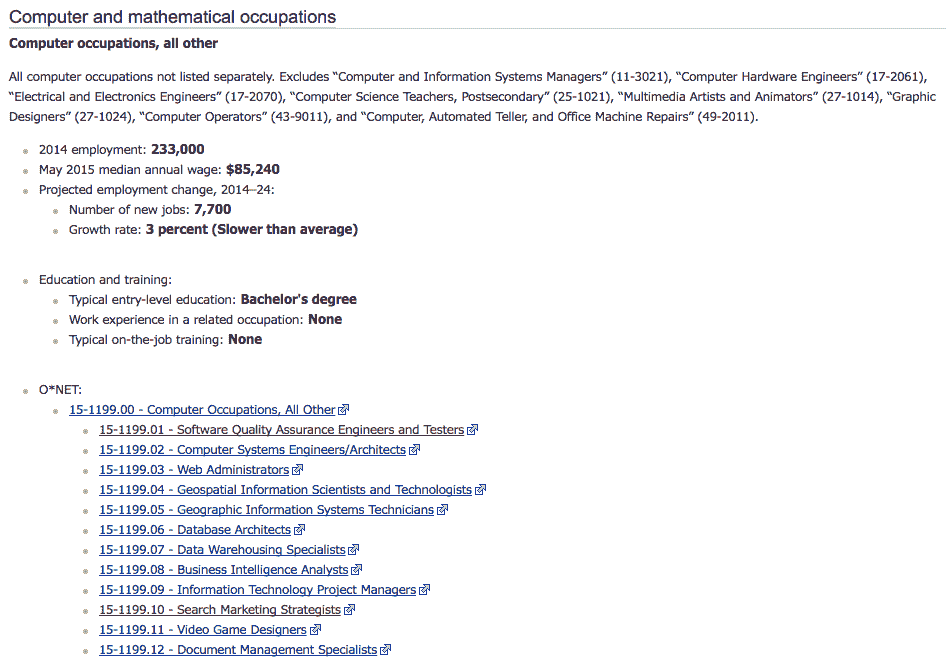 Computer and mathematical occupations
Computer occupations, all other
All computer occupations not listed separately. Excludes “Computer and Information Systems Managers” (11-3021), “Computer Hardware Engineers” (17-2061),
“Electrical and Electronics Engineers” (17-2070), “Computer Science Teachers, Postsecondary” (25-1021), “Multimedia Artists and Animators” (27-1014), “Graphic
Designers” (27-1024), “Computer Operators” (43-9011), and “Computer, Automated Teller, and Office Machine Repairs” (49-2011).
2014 employment: 233,000
May 2015 median annual wage: $85,240
Projected employment change, 2014–24:
Number of new jobs: 7,700
Growth rate: 3 percent (Slower than average)
Education and training:
Typical entry-level education: Bachelor's degree
Work experience in a related occupation: None
Typical on-the-job training: None
O*NET:
15-1199.00 - Computer Occupations, All Other
15-1199.01 - Software Quality Assurance Engineers and Testers
15-1199.02 - Computer Systems Engineers/Architects
15-1199.03 - Web Administrators
15-1199.04 - Geospatial Information Scientists and Technologists
15-1199.05 - Geographic Information Systems Technicians
15-1199.06 - Database Architects
15-1199.07 - Data Warehousing Specialists
15-1199.08 - Business Intelligence Analysts
15-1199.09 - Information Technology Project Managers
15-1199.10 - Search Marketing Strategists
15-1199.11 - Video Game Designers
15-1199.12 - Document Management Specialists